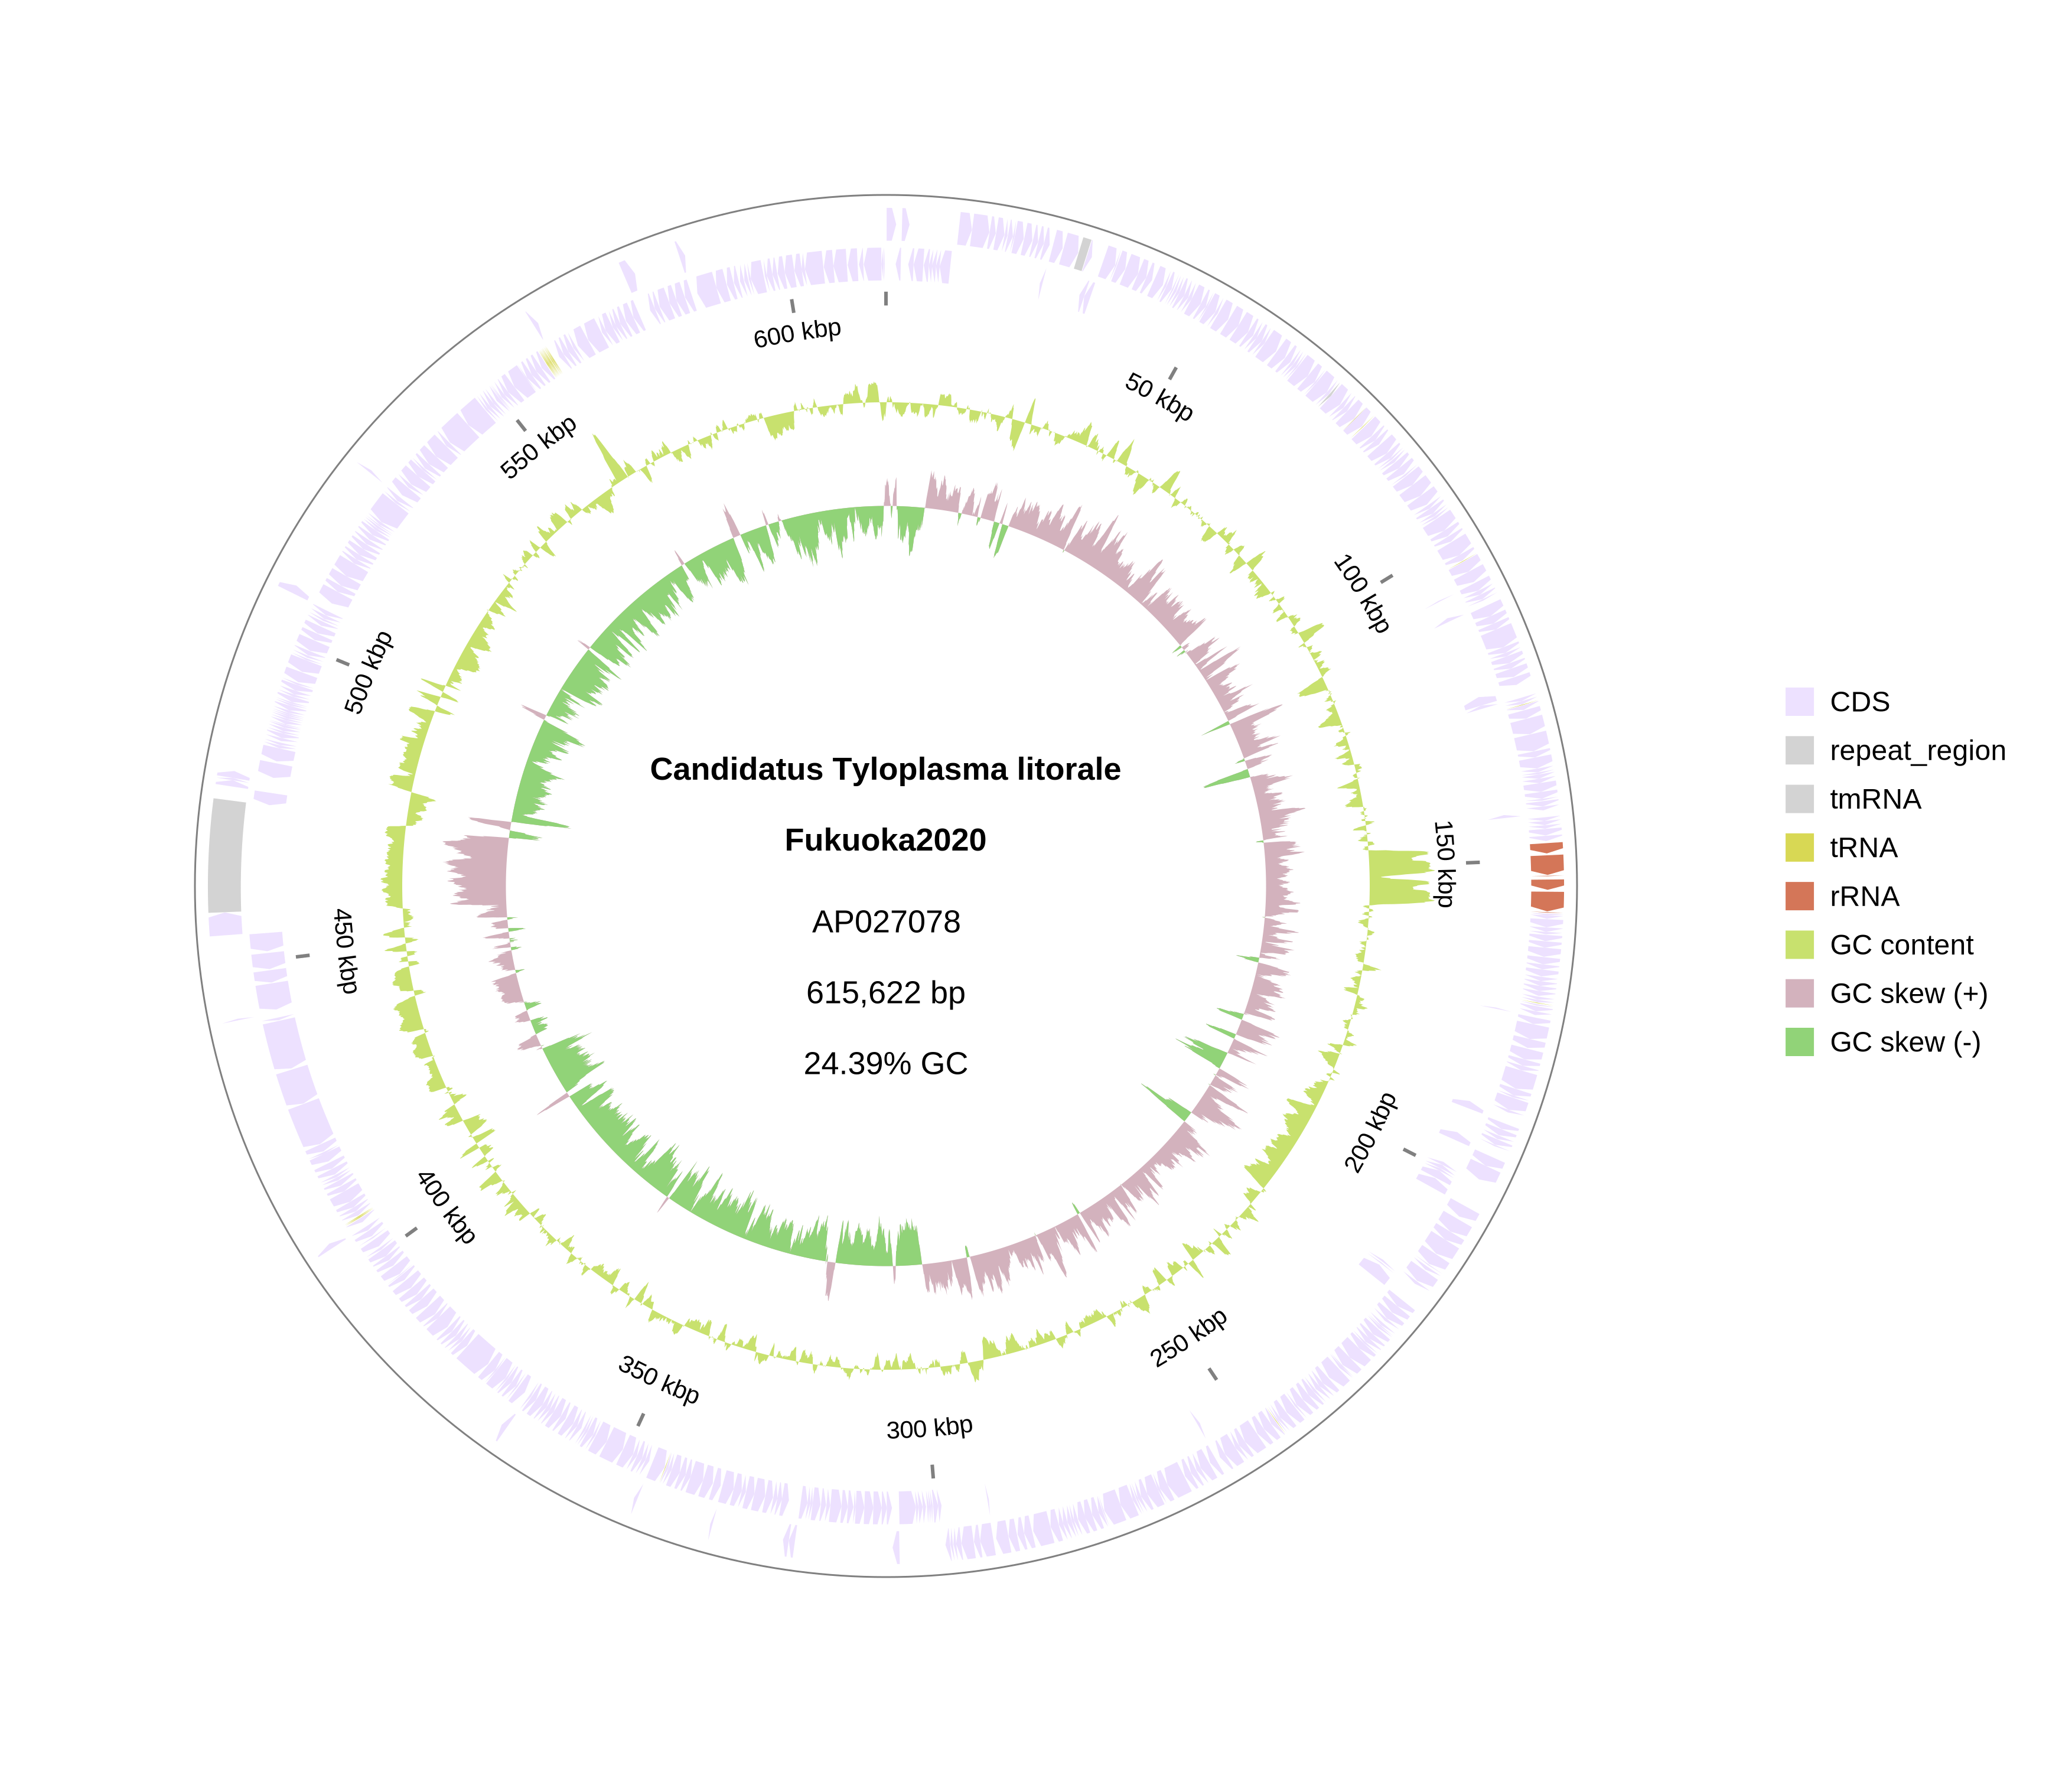 600 kbp
50 kbp
550 kbp
100 kbp
500 kbp
150 kbp
450 kbp
200 kbp
400 kbp
250 kbp
350 kbp
300 kbp
Candidatus Tyloplasma litorale
Fukuoka2020
AP027078
615,622 bp
24.39% GC
CDS
repeat_region
tmRNA
tRNA
rRNA
GC content
GC skew (+)
GC skew (-)